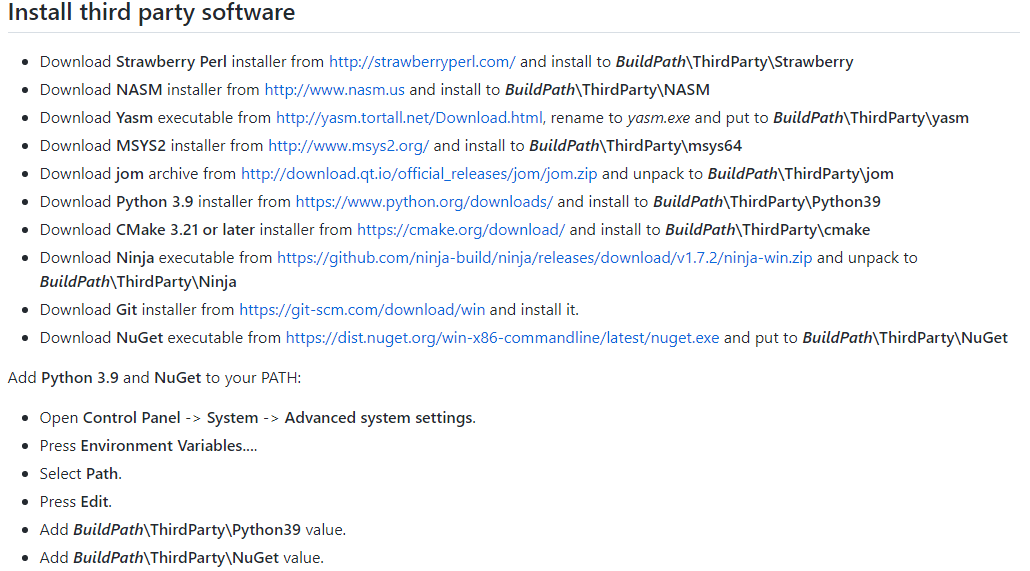 Install third party software
• Download Strawberry Perl installer from http://strawberryperl.com/ and install to BuildPath\ThirdParty\Strawberry
• Download NASM installer from http://www.nasm.us and install to BuildPath\ThirdParty\NASM
• Download Yasm executable from http://yasm.tortall.net/Download.html, rename to yasm.exe and put to BuildPath\ThirdParty\yasm
• Download MSYS2 installer from http://www.msys2.org/ and install to BuildPath\ThirdParty\msys64
• Download jom archive from http://download.qt.io/official_releases/jom/jom.zip and unpack to BuildPath\ThirdParty\jom
• Download Python 3.9 installer from https://www.python.org/downloads/ and install to BuildPath\ThirdParty\Python39
• Download CMake 3.21 or later installer from https://cmake.org/download/ and install to BuildPath\ThirdParty\cmake
• Download Ninja executable from https://github.com/ninja-build/ninja/releases/download/v1.7.2/ninja-win.zip and unpack to
BuildPath\ThirdParty\Ninja
• Download Git installer from https://git-scm.com/download/win and install it.
• Download NuGet executable from https://dist.nuget.org/win-x86-commandline/latest/nuget.exe and put to BuildPath\ThirdParty\NuGet
Add Python 3.9 and NuGet to your PATH:
• Open Control Panel -> System -> Advanced system settings.
• Press Environment Variables....
• Select Path.
• Press Edit.
• Add BuildPath\ThirdParty\Python39 value.
• Add BuildPath\ThirdParty\NuGet value.